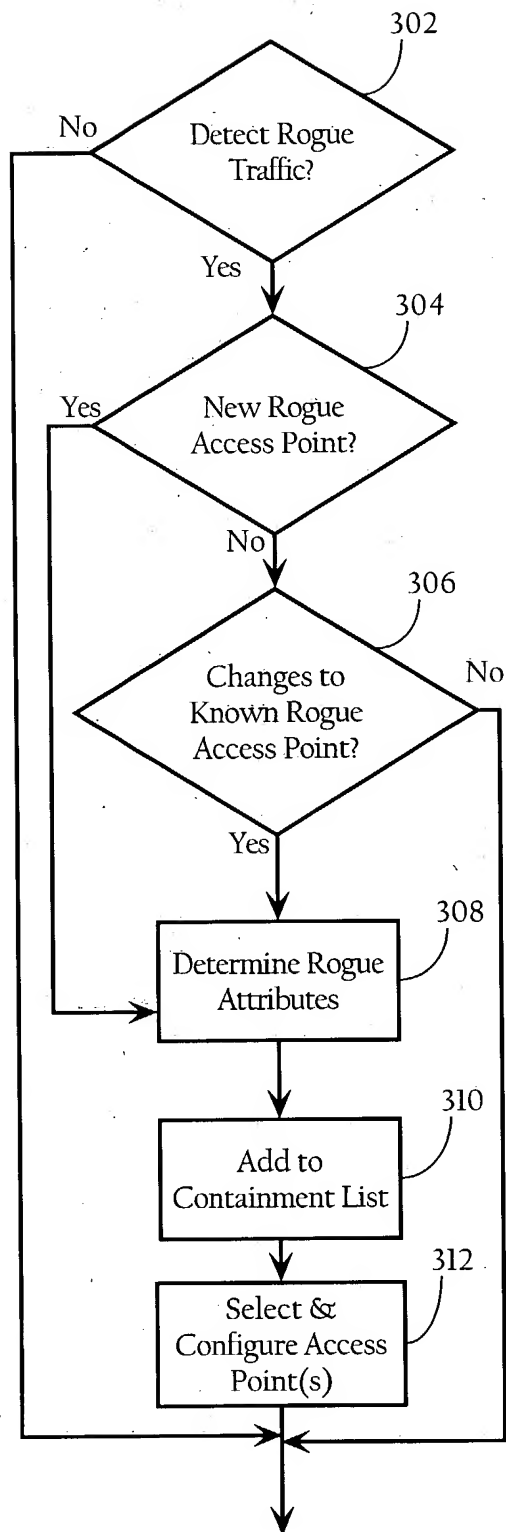 302
No
Detect Rogue
Traffic?
Yes
304
Yes
New Rogue
Access Point?
No
306
No
Changes to
Known Rogue
Access Point?
Yes
308
Determine Rogue
Attributes
310
Add to
Containment List
312
Select &
Configure Access
Point(s)